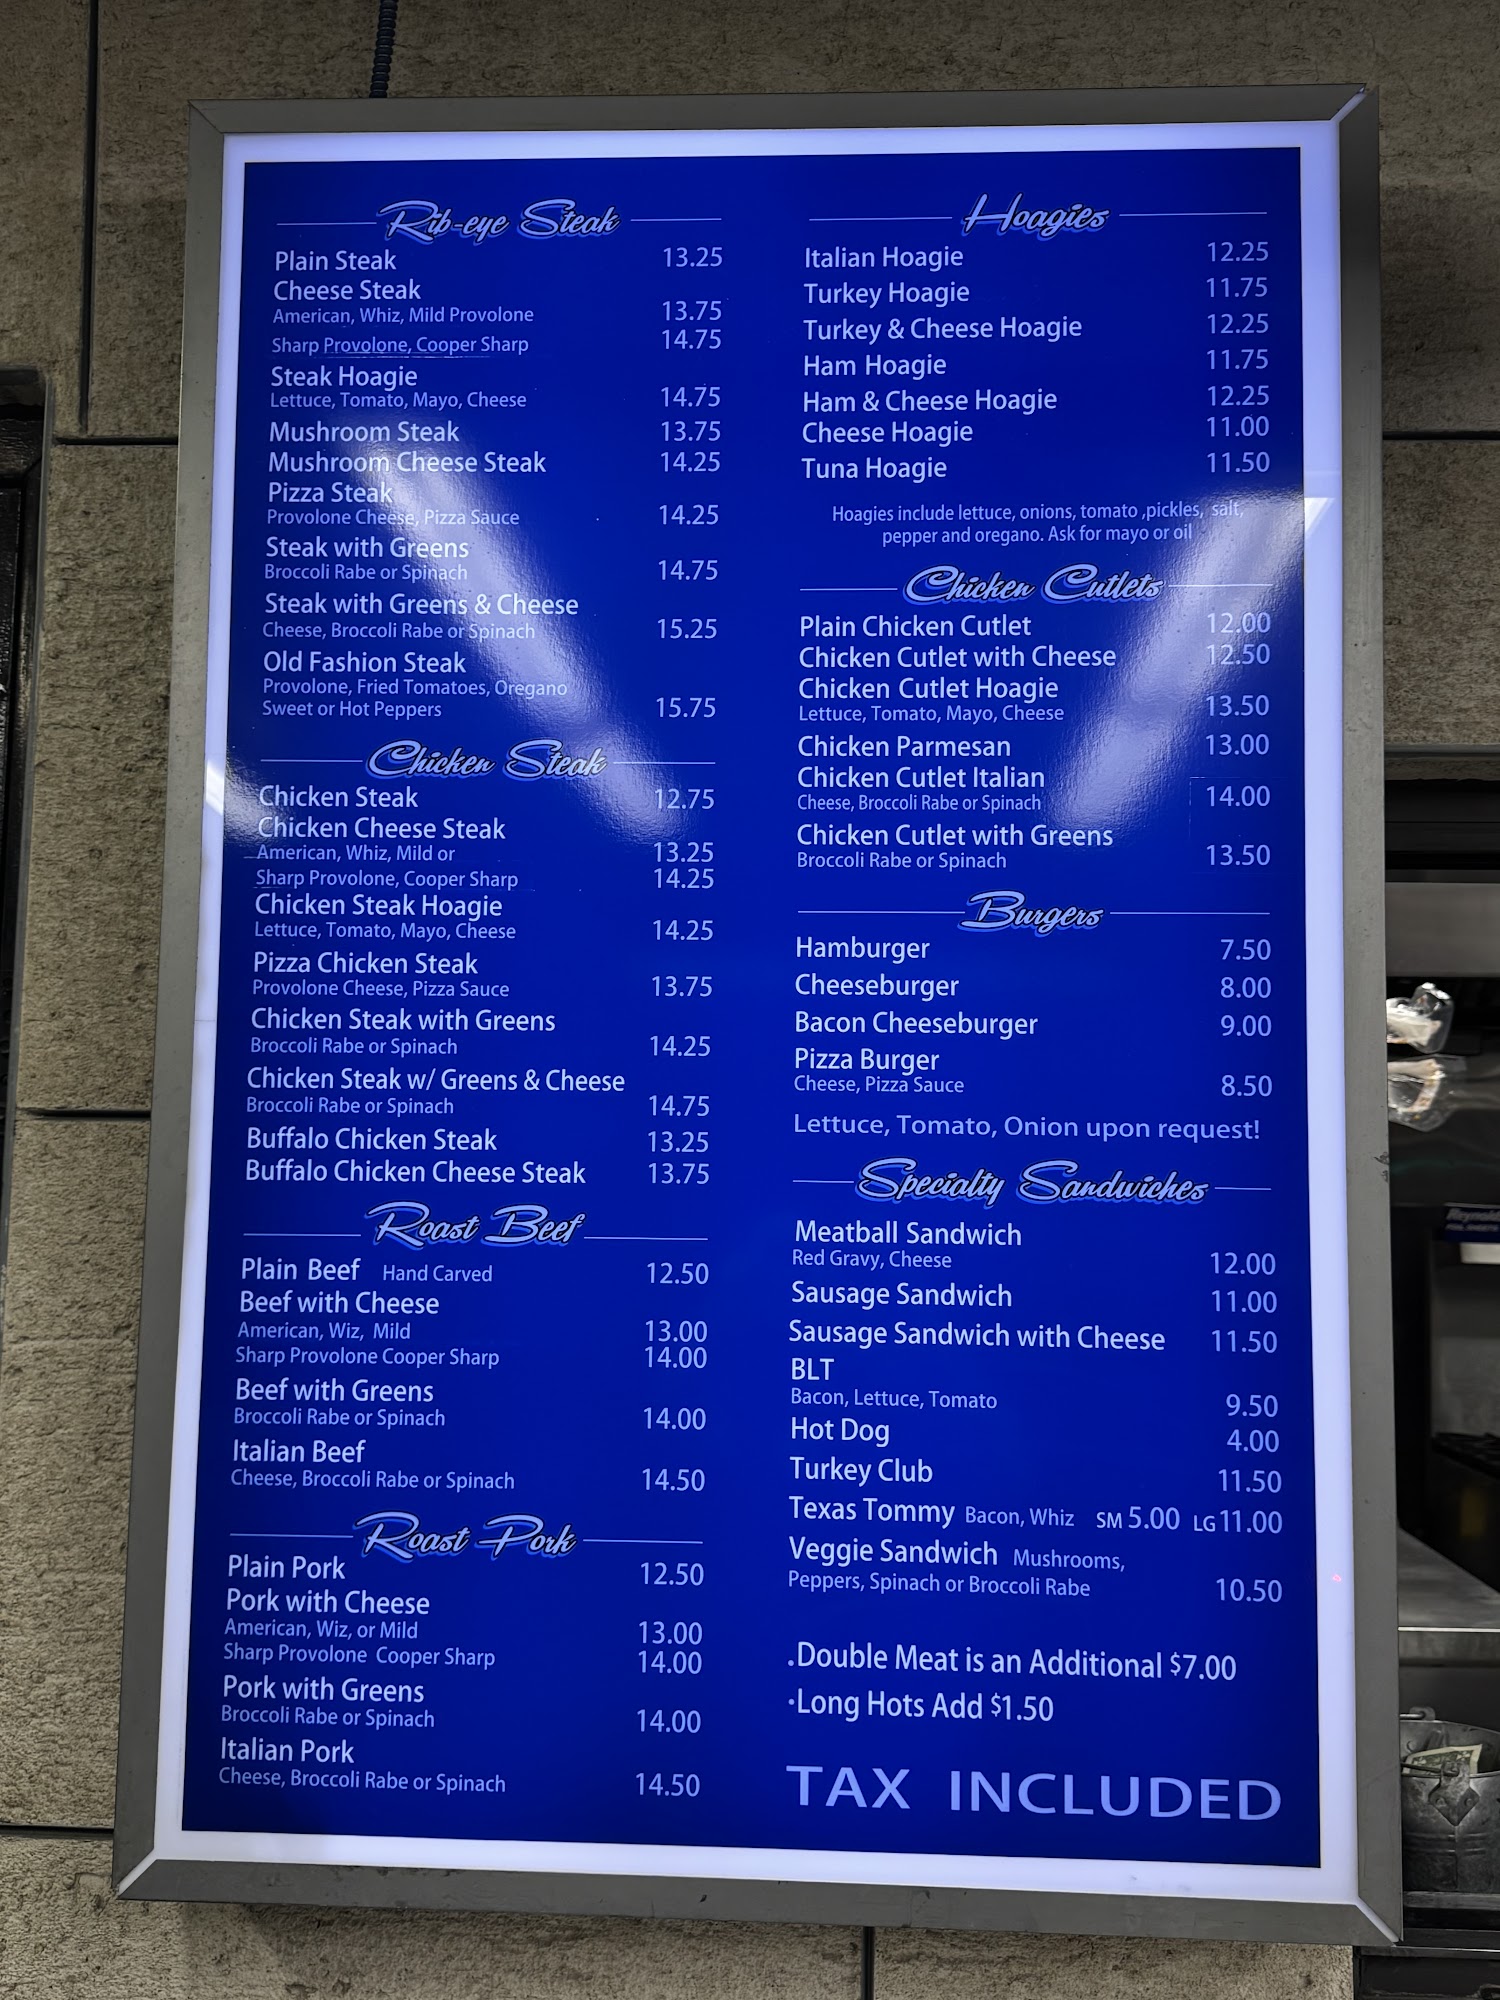 Rib-eye Steak
Plain Steak 13.25
Cheese Steak
American, Whiz, Mild Provolone 13.75
Sharp Provolone, Cooper Sharp 14.75
Steak Hoagie
Lettuce, Tomato, Mayo, Cheese 14.75
Mushroom Steak 13.75
Mushroom Cheese Steak 14.25
Pizza Steak
Provolone Cheese, Pizza Sauce 14.25
Steak with Greens
Broccoli Rabe or Spinach 14.75
Steak with Greens & Cheese
Cheese, Broccoli Rabe or Spinach 15.25
Old Fashion Steak
Provolone, Fried Tomatoes, Oregano
Sweet or Hot Peppers 15.75
Chicken Steak
Chicken Steak 12.75
Chicken Cheese Steak
American, Whiz, Mild or 13.25
Sharp Provolone, Cooper Sharp 14.25
Chicken Steak Hoagie
Lettuce, Tomato, Mayo, Cheese 14.25
Pizza Chicken Steak
Provolone Cheese, Pizza Sauce 13.75
Chicken Steak with Greens
Broccoli Rabe or Spinach 14.25
Chicken Steak w/ Greens & Cheese
Broccoli Rabe or Spinach 14.75
Buffalo Chicken Steak 13.25
Buffalo Chicken Cheese Steak 13.75
Roast Beef
Plain Beef Hand Carved 12.50
Beef with Cheese
American, Wiz, Mild 13.00
Sharp Provolone Cooper Sharp 14.00
Beef with Greens
Broccoli Rabe or Spinach 14.00
Italian Beef
Cheese, Broccoli Rabe or Spinach 14.50
Roast Pork
Plain Pork 12.50
Pork with Cheese
American, Wiz, or Mild 13.00
Sharp Provolone Cooper Sharp 14.00
Pork with Greens
Broccoli Rabe or Spinach 14.00
Italian Pork
Cheese, Broccoli Rabe or Spinach 14.50
Hoagies
Italian Hoagie 12.25
Turkey Hoagie 11.75
Turkey & Cheese Hoagie 12.25
Ham Hoagie 11.75
Ham & Cheese Hoagie 12.25
Cheese Hoagie 11.00
Tuna Hoagie 11.50
Hoagies include lettuce, onions, tomato ,pickles, salt,
pepper and oregano. Ask for mayo or oil
Chicken Cutlets
Plain Chicken Cutlet 12.00
Chicken Cutlet with Cheese 12.50
Chicken Cutlet Hoagie
Lettuce, Tomato, Mayo, Cheese 13.50
Chicken Parmesan 13.00
Chicken Cutlet Italian
Cheese, Broccoli Rabe or Spinach 14.00
Chicken Cutlet with Greens
Broccoli Rabe or Spinach 13.50
Burgers
Hamburger 7.50
Cheeseburger 8.00
Bacon Cheeseburger 9.00
Pizza Burger
Cheese, Pizza Sauce 8.50
Lettuce, Tomato, Onion upon request!
Specialty Sandwiches
Meatball Sandwich
Red Gravy, Cheese 12.00
Sausage Sandwich 11.00
Sausage Sandwich with Cheese 11.50
BLT
Bacon, Lettuce, Tomato 9.50
Hot Dog 4.00
Turkey Club 11.50
Texas Tommy Bacon, Whiz SM 5.00 LG 11.00
Veggie Sandwich Mushrooms,
Peppers, Spinach or Broccoli Rabe 10.50
.Double Meat is an Additional $7.00
·Long Hots Add $1.50
TAX INCLUDED